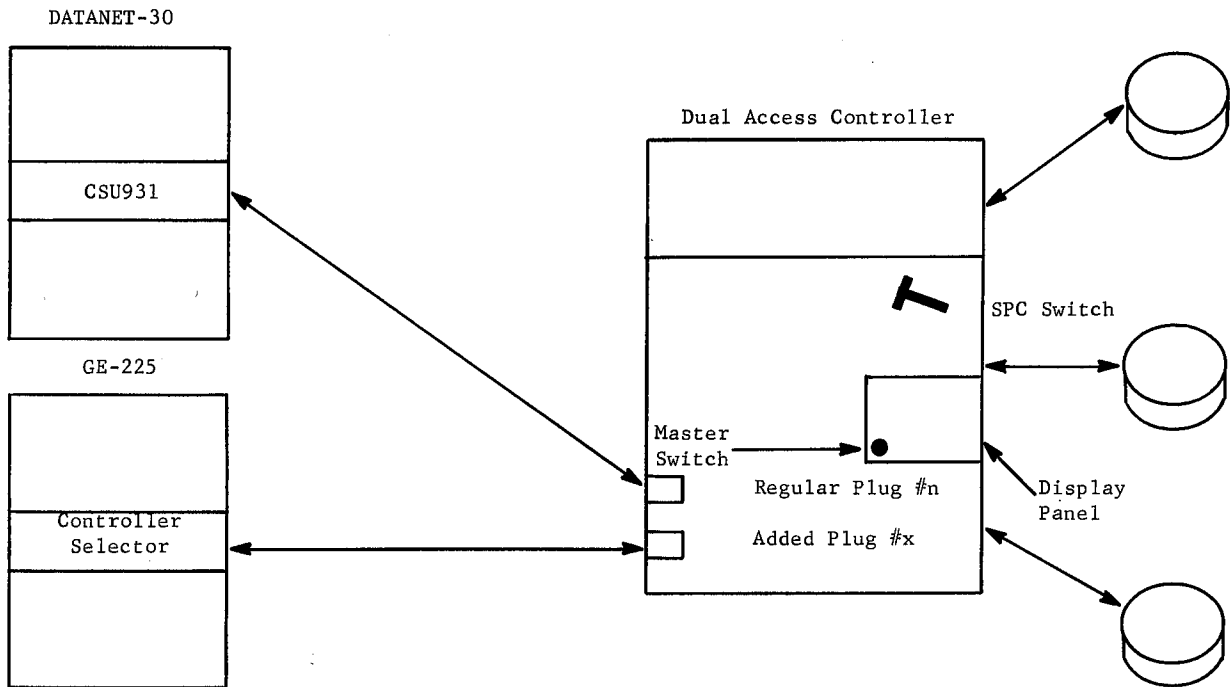 DATANET-30
CSU931
GE-225
Controller
Selector
Dual Access Controller
SPC Switch
Master
Switch
Regular Plug #n
Added Plug #x
Display
Panel